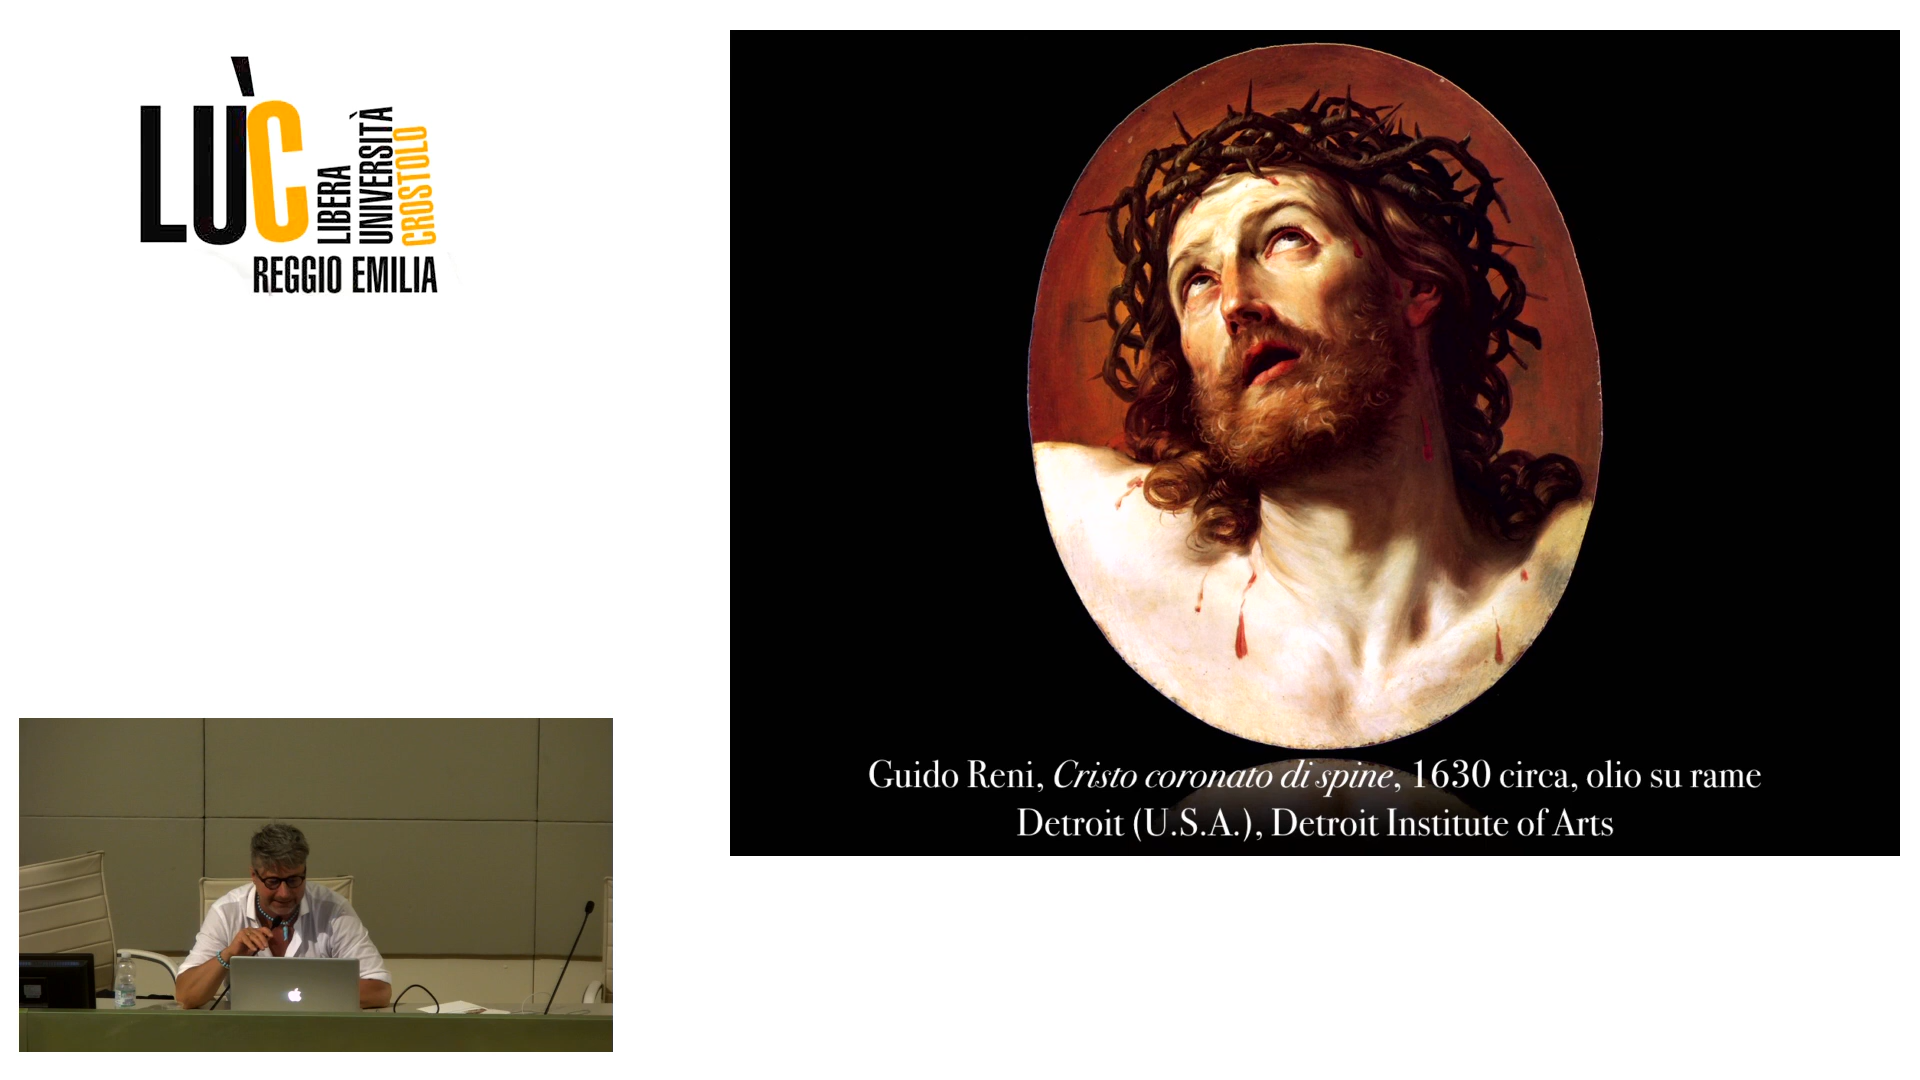 LÙC
LIBERA
UNIVERSITÀ
CROSTOLO
REGGIO EMILIA
Guido Reni, Cristo coronato di spine, 1630 circa, olio su rame
Detroit (U.S.A.), Detroit Institute of Arts